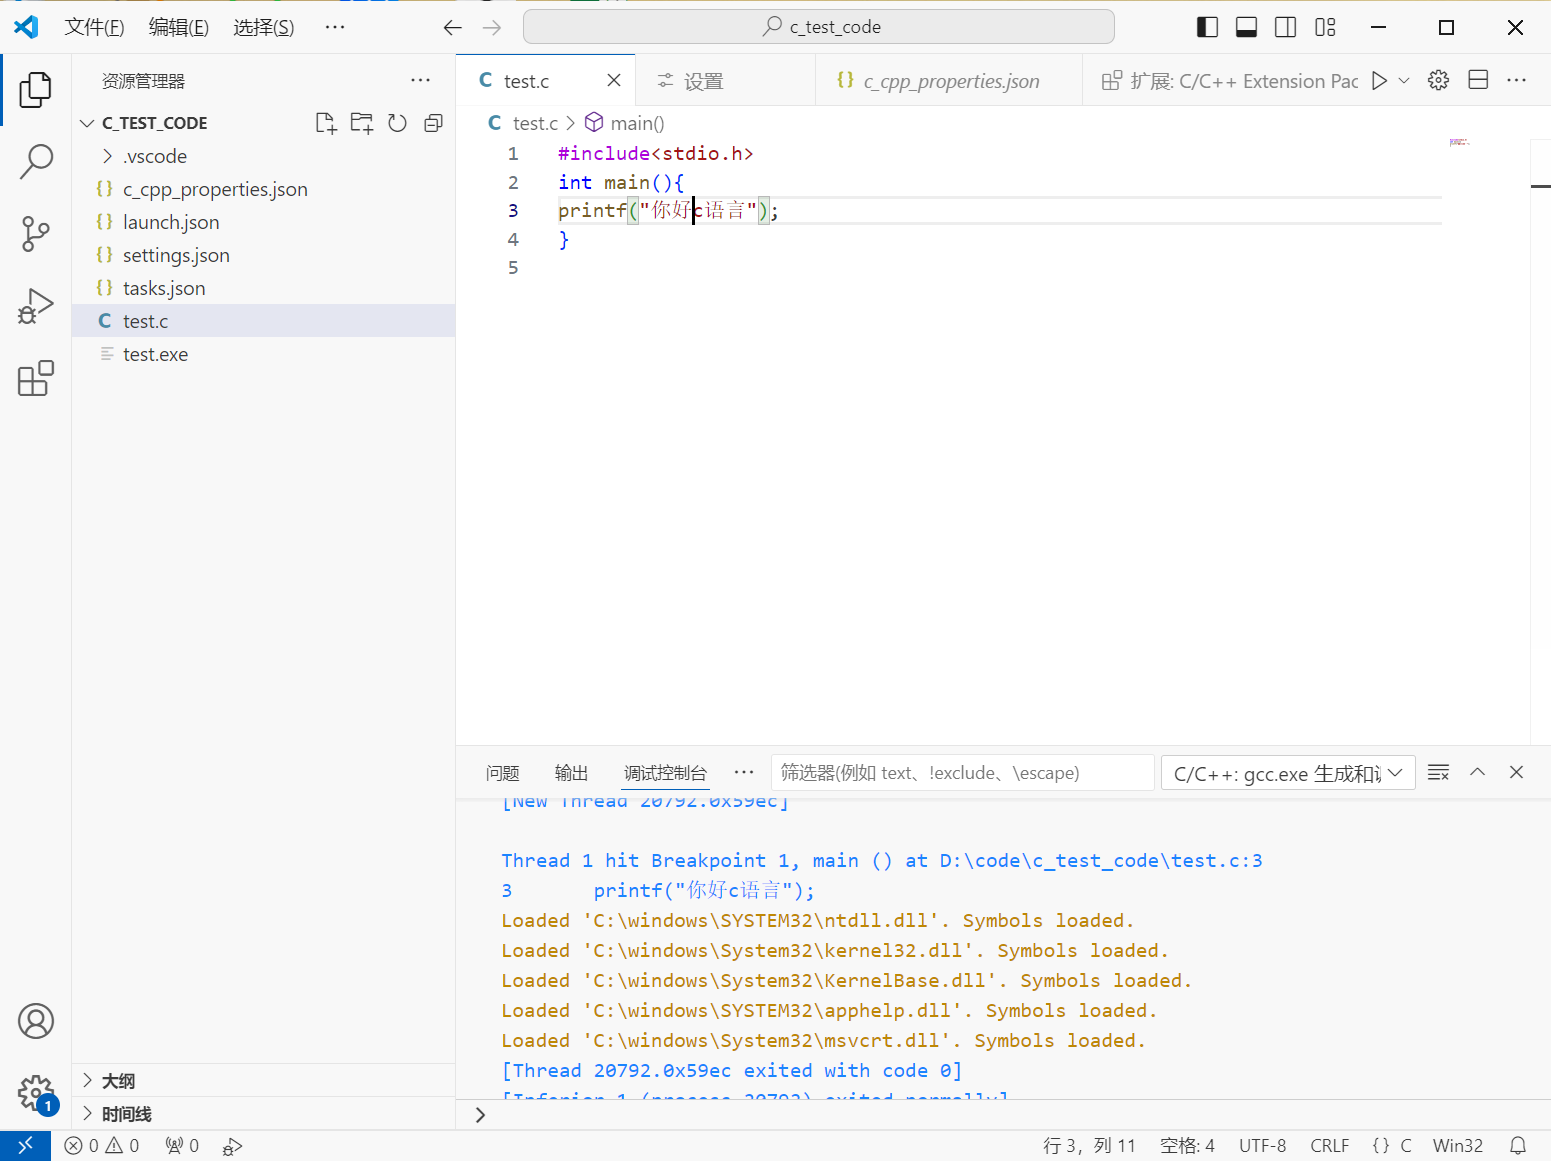 文件(F) 编辑(E) 选择(S) ··· c_test_code
资源管理器 ···
C_TEST_CODE
.vscode
{} c_cpp_properties.json
{} launch.json
{} settings.json
{} tasks.json
C test.c
test.exe
大纲
时间线
C test.c 设置 {} c_cpp_properties.json 扩展: C/C++ Extension Pac ···
C test.c > main()
1 #include<stdio.h>
2 int main(){
3 printf("你好c语言");
4 }
5
问题 输出 调试控制台 ··· 筛选器(例如 text、!exclude、\escape) C/C++: gcc.exe 生成和
[New Thread 20792.0x59ec]
Thread 1 hit Breakpoint 1, main () at D:\code\c_test_code\test.c:3
3 printf("你好c语言");
Loaded 'C:\windows\SYSTEM32\ntdll.dll'. Symbols loaded.
Loaded 'C:\windows\System32\kernel32.dll'. Symbols loaded.
Loaded 'C:\windows\System32\KernelBase.dll'. Symbols loaded.
Loaded 'C:\windows\SYSTEM32\apphelp.dll'. Symbols loaded.
Loaded 'C:\windows\System32\msvcrt.dll'. Symbols loaded.
[Thread 20792.0x59ec exited with code 0]
[Inferior 1 (process 20792) exited normally]
>
1
0 0 0 行 3，列 11 空格: 4 UTF-8 CRLF {} C Win32